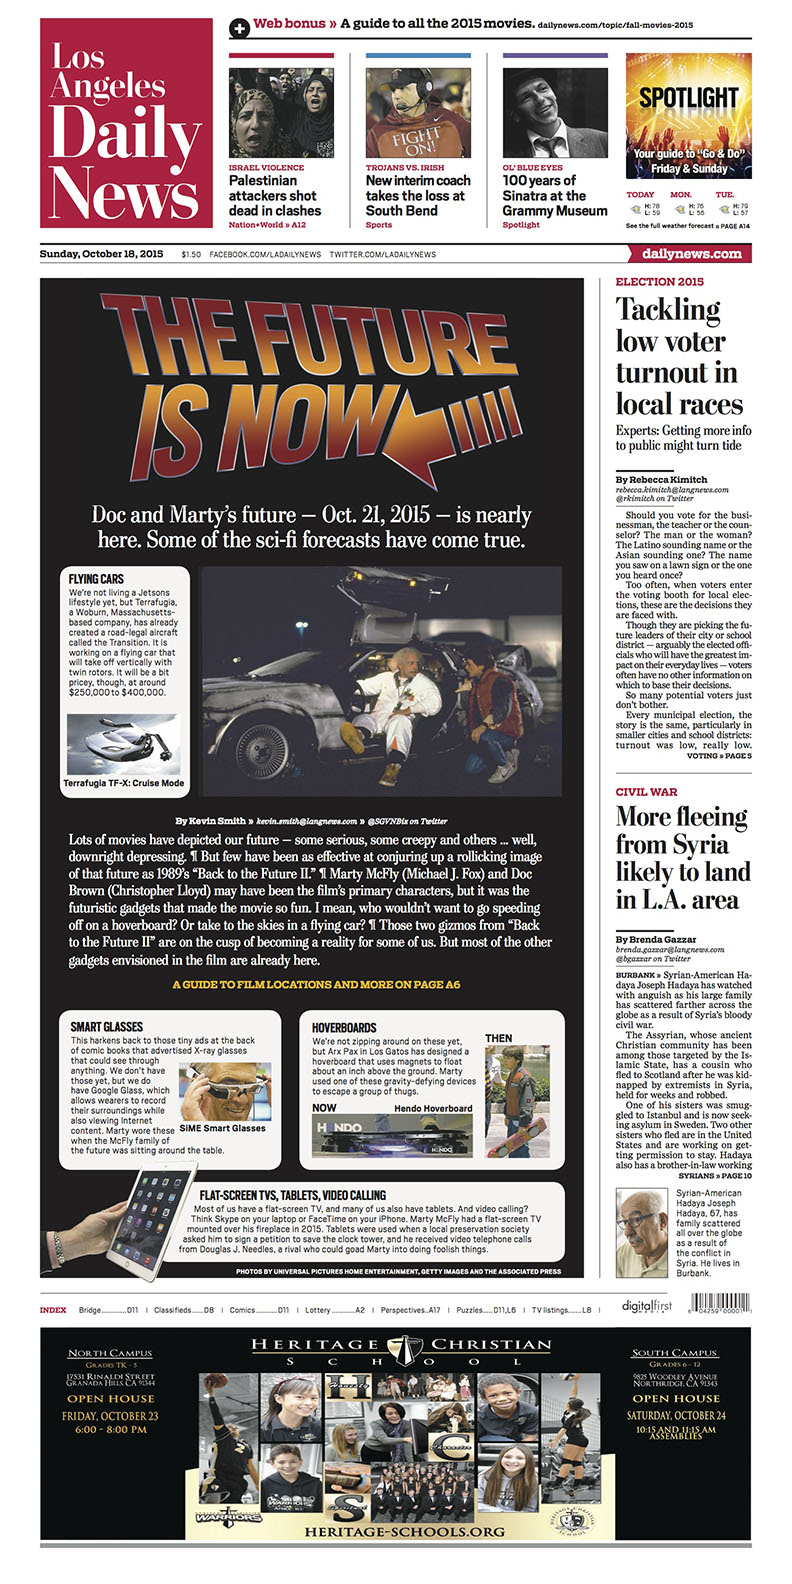 Los
Angeles
Daily
News
Web bonus » A guide to all the 2015 movies. dailynews.com/topic/fall-movies-2015
ISRAEL VIOLENCE
Palestinian
attackers shot
dead in clashes
Nation+World » A12
FIGHT
ON!
TROJANS VS. IRISH
New interim coach
takes the loss at
South Bend
Sports
OL' BLUE EYES
100 years of
Sinatra at the
Grammy Museum
Spotlight
SPOTLIGHT
Your guide to "Go & Do"
Friday & Sunday
TODAY MON. TUE.
H: 78 H: 76 H: 79
L: 59 L: 56 L: 57
See the full weather forecast » PAGE A14
Sunday, October 18, 2015 $1.50 FACEBOOK.COM/LADAILYNEWS TWITTER.COM/LADAILYNEWS
dailynews.com
THE FUTURE
IS NOW
Doc and Marty's future — Oct. 21, 2015 — is nearly
here. Some of the sci-fi forecasts have come true.
FLYING CARS
We're not living a Jetsons
lifestyle yet, but Terrafugia,
a Woburn, Massachusetts-
based company, has already
created a road-legal aircraft
called the Transition. It is
working on a flying car that
will take off vertically with
twin rotors. It will be a bit
pricey, though, at around
$250,000 to $400,000.
Terrafugia TF-X: Cruise Mode
By Kevin Smith » kevin.smith@langnews.com » @SGVNBiz on Twitter
Lots of movies have depicted our future — some serious, some creepy and others ... well,
downright depressing. ¶ But few have been as effective at conjuring up a rollicking image
of that future as 1989's "Back to the Future II." ¶ Marty McFly (Michael J. Fox) and Doc
Brown (Christopher Lloyd) may have been the film's primary characters, but it was the
futuristic gadgets that made the movie so fun. I mean, who wouldn't want to go speeding
off on a hoverboard? Or take to the skies in a flying car? ¶ Those two gizmos from "Back
to the Future II" are on the cusp of becoming a reality for some of us. But most of the other
gadgets envisioned in the film are already here.
A GUIDE TO FILM LOCATIONS AND MORE ON PAGE A6
SMART GLASSES
This harkens back to those tiny ads at the back
of comic books that advertised X-ray glasses
that could see through
anything. We don't have
those yet, but we do
have Google Glass, which
allows wearers to record
their surroundings while
also viewing Internet
content. Marty wore these
when the McFly family of
the future was sitting around the table.
SiME Smart Glasses
HOVERBOARDS
We're not zipping around on these yet,
but Arx Pax in Los Gatos has designed a
hoverboard that uses magnets to float
about an inch above the ground. Marty
used one of these gravity-defying devices
to escape a group of thugs.
NOW Hendo Hoverboard
HENDO
HENDO
THEN
FLAT-SCREEN TVS, TABLETS, VIDEO CALLING
Most of us have a flat-screen TV, and many of us also have tablets. And video calling?
Think Skype on your laptop or FaceTime on your iPhone. Marty McFly had a flat-screen TV
mounted over his fireplace in 2015. Tablets were used when a local preservation society
asked him to sign a petition to save the clock tower, and he received video telephone calls
from Douglas J. Needles, a rival who could goad Marty into doing foolish things.
PHOTOS BY UNIVERSAL PICTURES HOME ENTERTAINMENT, GETTY IMAGES AND THE ASSOCIATED PRESS
ELECTION 2015
Tackling
low voter
turnout in
local races
Experts: Getting more info
to public might turn tide
By Rebecca Kimitch
rebecca.kimitch@langnews.com
@rkimitch on Twitter
Should you vote for the busi-
nessman, the teacher or the coun-
selor? The man or the woman?
The Latino sounding name or the
Asian sounding one? The name
you saw on a lawn sign or the one
you heard once?
Too often, when voters enter
the voting booth for local elec-
tions, these are the decisions they
are faced with.
Though they are picking the fu-
ture leaders of their city or school
district — arguably the elected offi-
cials who will have the greatest im-
pact on their everyday lives — voters
often have no other information on
which to base their decisions.
So many potential voters just
don't bother.
Every municipal election, the
story is the same, particularly in
smaller cities and school districts:
turnout was low, really low.
VOTING » PAGE 5
CIVIL WAR
More fleeing
from Syria
likely to land
in L.A. area
By Brenda Gazzar
brenda.gazzar@langnews.com
@bgazzar on Twitter
BURBANK » Syrian-American Ha-
daya Joseph Hadaya has watched
with anguish as his large family
has scattered farther across the
globe as a result of Syria's bloody
civil war.
The Assyrian, whose ancient
Christian community has been
among those targeted by the Is-
lamic State, has a cousin who
fled to Scotland after he was kid-
napped by extremists in Syria,
held for weeks and robbed.
One of his sisters was smug-
gled to Istanbul and is now seek-
ing asylum in Sweden. Two other
sisters who fled are in the United
States and are working on get-
ting permission to stay. Hadaya
also has a brother-in-law working
SYRIANS » PAGE 10
Syrian-American
Hadaya Joseph
Hadaya, 67, has
family scattered
all over the globe
as a result of
the conflict in
Syria. He lives in
Burbank.
INDEX Bridge............D11 | Classifieds......D8 | Comics..........D11 | Lottery..........A2 | Perspectives..A17 | Puzzles.....D11,L6 | TV listings......L8 |
digitalfirst
6 04259 00001 1
HERITAGE CHRISTIAN
SCHOOL
NORTH CAMPUS
GRADES TK - 5
17531 RINALDI STREET
GRANADA HILLS, CA 91344
OPEN HOUSE
FRIDAY, OCTOBER 23
6:00 - 8:00 PM
Honesty
Character
WARRIORS
WARRIORS
HERITAGE-SCHOOLS.ORG
SOUTH CAMPUS
GRADES 6 - 12
9825 WOODLEY AVENUE
NORTHRIDGE, CA 91343
OPEN HOUSE
SATURDAY, OCTOBER 24
10:15 AND 11:15 AM
ASSEMBLIES